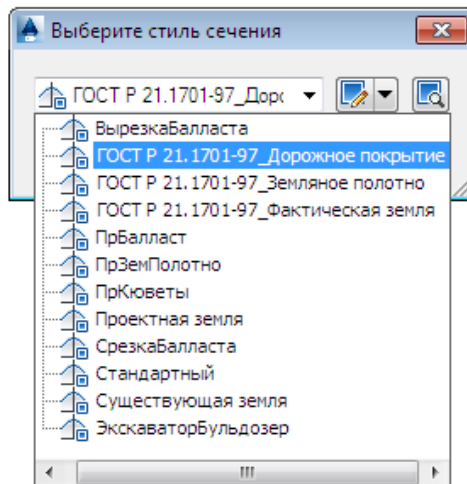 Выберите стиль сечения
ГОСТ Р 21.1701-97_Доро
ВырезкаБалласта
ГОСТ Р 21.1701-97_Дорожное покрытие
ГОСТ Р 21.1701-97_Земляное полотно
ГОСТ Р 21.1701-97_Фактическая земля
ПрБалласт
ПрЗемПолотно
ПрКюветы
Проектная земля
СрезкаБалласта
Стандартный
Существующая земля
ЭкскаваторБульдозер